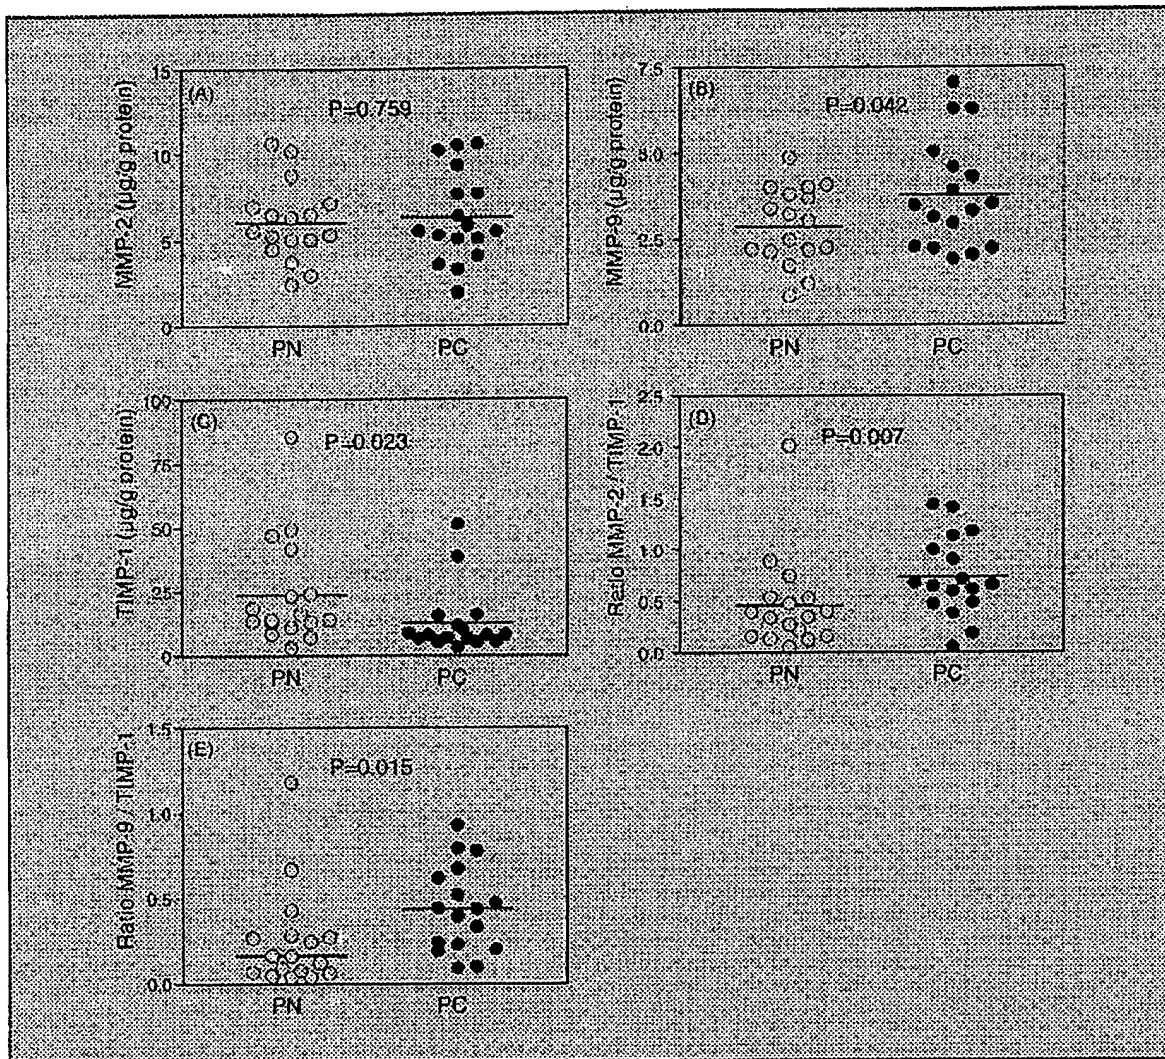 (A)
P=0.759
MMP-2 (µg/g protein)
15
10
5
0
PN PC
(B)
P=0.042
MMP-9 (µg/g protein)
7.5
5.0
2.5
0.0
PN PC
(C)
P=0.023
TIMP-1 (µg/g protein)
100
75
50
25
0
PN PC
(D)
P=0.007
Ratio MMP-2 / TIMP-1
2.5
2.0
1.5
1.0
0.5
0.0
PN PC
(E)
P=0.015
Ratio MMP-9 / TIMP-1
1.5
1.0
0.5
0.0
PN PC